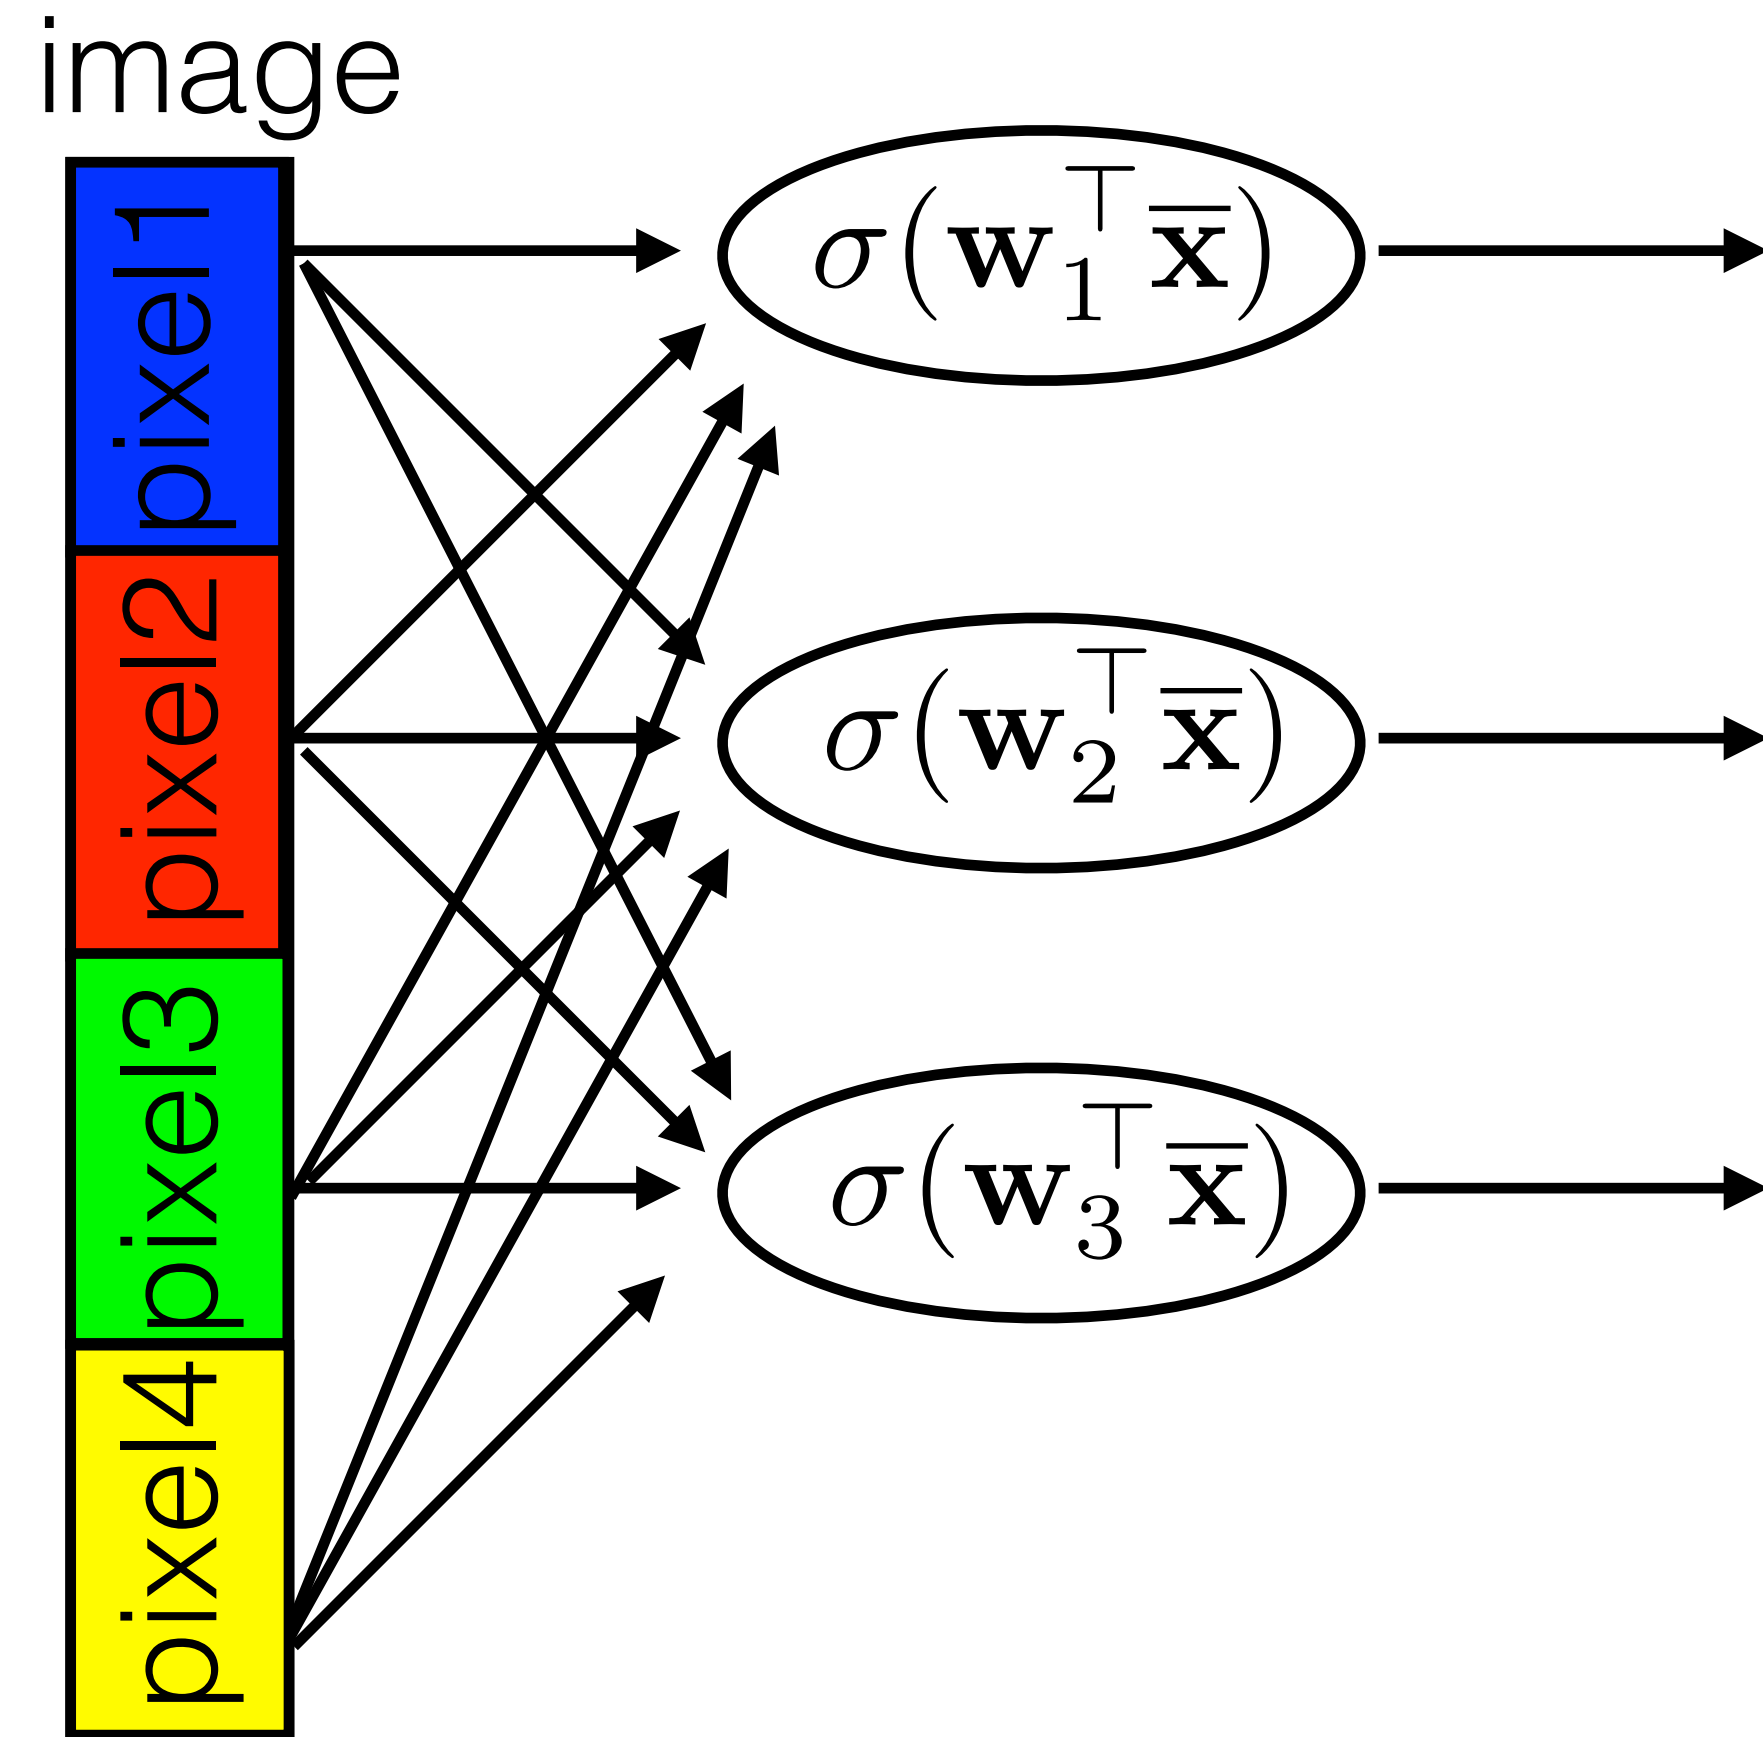 image
pixel1
σ(w₁⊤x̅)
pixel2
σ(w₂⊤x̅)
pixel3
σ(w₃⊤x̅)
pixel4